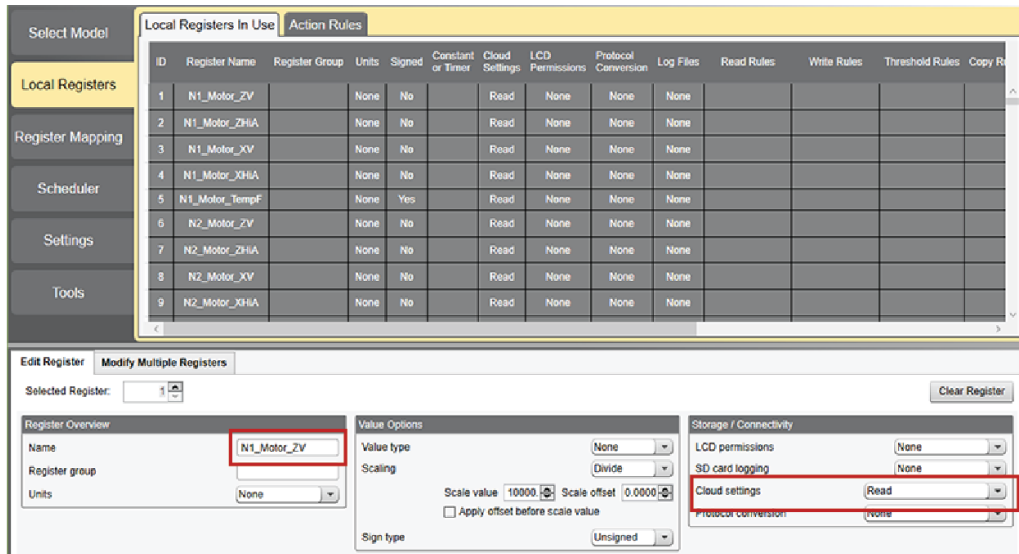 Select Model
Local Registers
Register Mapping
Scheduler
Settings
Tools
Local Registers In Use Action Rules
ID Register Name Register Group Units Signed Constant or Timer Cloud Settings LCD Permissions Protocol Conversion Log Files Read Rules Write Rules Threshold Rules Copy
1 N1_Motor_ZV None No Read None None None
2 N1_Motor_ZHiA None No Read None None None
3 N1_Motor_XV None No Read None None None
4 N1_Motor_XHiA None No Read None None None
5 N1_Motor_TempF None Yes Read None None None
6 N2_Motor_ZV None No Read None None None
7 N2_Motor_ZHiA None No Read None None None
8 N2_Motor_XV None No Read None None None
9 N2_Motor_XHiA None No Read None None None
Edit Register Modify Multiple Registers
Selected Register: 1 Clear Register
Register Overview
Name N1_Motor_ZV
Register group
Units None
Value Options
Value type None
Scaling Divide
Scale value 10000. Scale offset 0.0000
Apply offset before scale value
Sign type Unsigned
Storage / Connectivity
LCD permissions None
SD card logging None
Cloud settings Read
Protocol conversion None